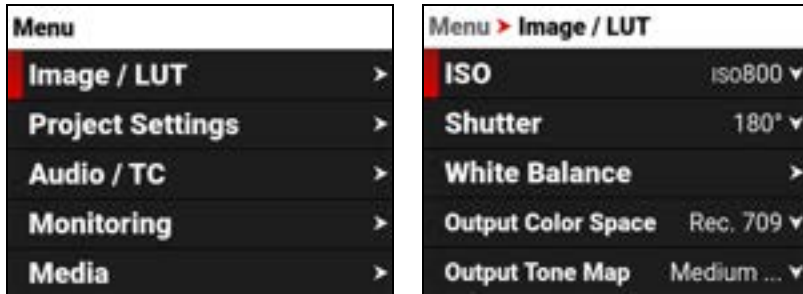 Menu
Image / LUT
Project Settings
Audio / TC
Monitoring
Media
Menu > Image / LUT
ISO ISO800
Shutter 180°
White Balance
Output Color Space Rec. 709
Output Tone Map Medium ...